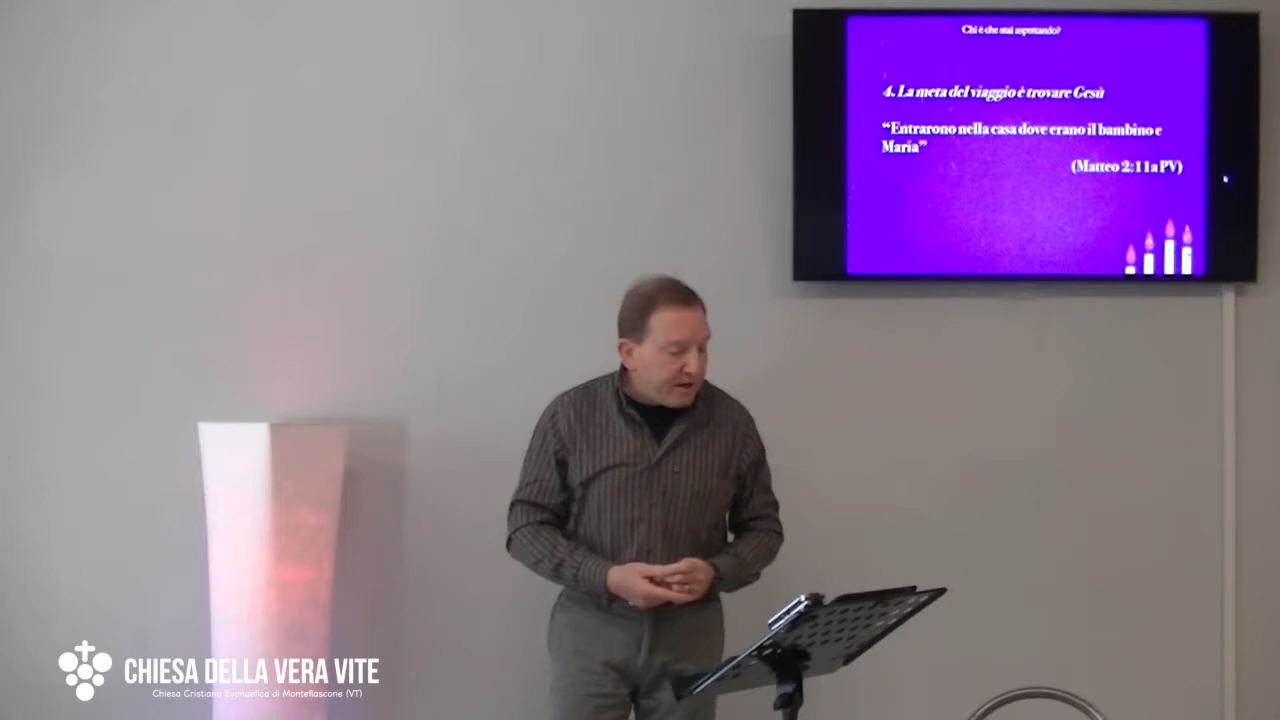 Chi è che stai aspettando?
4. La meta del viaggio è trovare Gesù
“Entrarono nella casa dove erano il bambino e
Maria”
(Matteo 2:11a PV)
CHIESA DELLA VERA VITE
Chiesa Cristiana Evangelica di Montefiascone (VT)